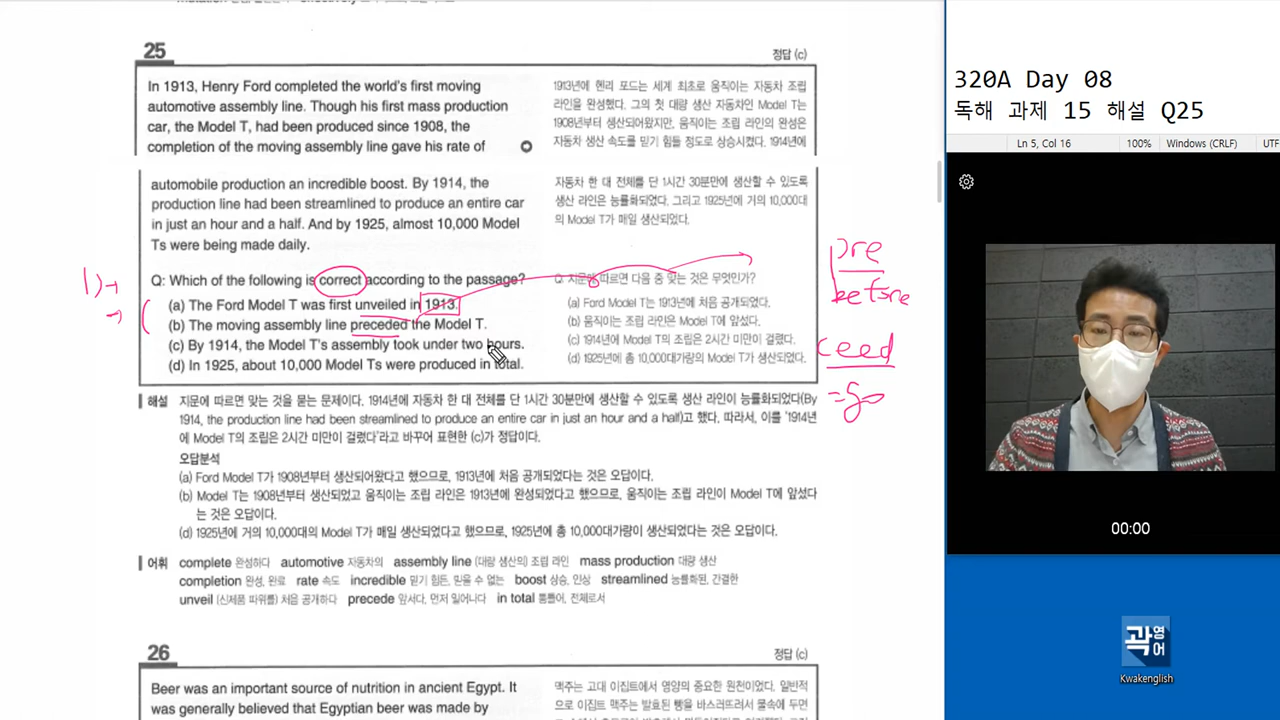 25
정답 (c)
In 1913, Henry Ford completed the world's first moving
automotive assembly line. Though his first mass production
car, the Model T, had been produced since 1908, the
completion of the moving assembly line gave his rate of
automobile production an incredible boost. By 1914, the
production line had been streamlined to produce an entire car
in just an hour and a half. And by 1925, almost 10,000 Model
Ts were being made daily.
Q: Which of the following is correct according to the passage?
(a) The Ford Model T was first unveiled in 1913.
(b) The moving assembly line preceded the Model T.
(c) By 1914, the Model T's assembly took under two hours.
(d) In 1925, about 10,000 Model Ts were produced in total.
1913년에 헨리 포드는 세계 최초로 움직이는 자동차 조립
라인을 완성했다. 그의 첫 대량 생산 자동차인 Model T는
1908년부터 생산되어왔지만, 움직이는 조립 라인의 완성은
자동차 생산 속도를 믿기 힘들 정도로 상승시켰다. 1914년에
자동차 한 대 전체를 단 1시간 30분만에 생산할 수 있도록
생산 라인은 능률화되었다. 그리고 1925년에 거의 10,000대
의 Model T가 매일 생산되었다.
Q: 지문에 따르면 다음 중 맞는 것은 무엇인가?
(a) Ford Model T는 1913년에 처음 공개되었다.
(b) 움직이는 조립 라인은 Model T에 앞섰다.
(c) 1914년에 Model T의 조립은 2시간 미만이 걸렸다.
(d) 1925년에 총 10,000대가량의 Model T가 생산되었다.
1)
pre
before
ceed
=go
해설 지문에 따르면 맞는 것을 묻는 문제이다. 1914년에 자동차 한 대 전체를 단 1시간 30분만에 생산할 수 있도록 생산 라인이 능률화되었다(By
1914, the production line had been streamlined to produce an entire car in just an hour and a half)고 했다. 따라서, 이를 '1914년
에 Model T의 조립은 2시간 미만이 걸렸다'라고 바꾸어 표현한 (c)가 정답이다.
오답분석
(a) Ford Model T가 1908년부터 생산되어왔다고 했으므로, 1913년에 처음 공개되었다는 것은 오답이다.
(b) Model T는 1908년부터 생산되었고 움직이는 조립 라인은 1913년에 완성되었다고 했으므로, 움직이는 조립 라인이 Model T에 앞섰다
는 것은 오답이다.
(d) 1925년에 거의 10,000대의 Model T가 매일 생산되었다고 했으므로, 1925년에 총 10,000대가량이 생산되었다는 것은 오답이다.
어휘 complete 완성하다 automotive 자동차의 assembly line (대량 생산의) 조립 라인 mass production 대량 생산
completion 완성, 완료 rate 속도 incredible 믿기 힘든, 믿을 수 없는 boost 상승, 인상 streamlined 능률화된, 간결한
unveil (신제품 따위를) 처음 공개하다 precede 앞서다, 먼저 일어나다 in total 통틀어, 전체로서
26
정답 (c)
Beer was an important source of nutrition in ancient Egypt. It
was generally believed that Egyptian beer was made by
맥주는 고대 이집트에서 영양의 중요한 원천이었다. 일반적
으로 이집트 맥주는 발효된 빵을 바스러뜨려서 물속에 두면
320A Day 08
독해 과제 15 해설 Q25
Ln 5, Col 16 100% Windows (CRLF) UTF
00:00
곽영어
Kwakenglish